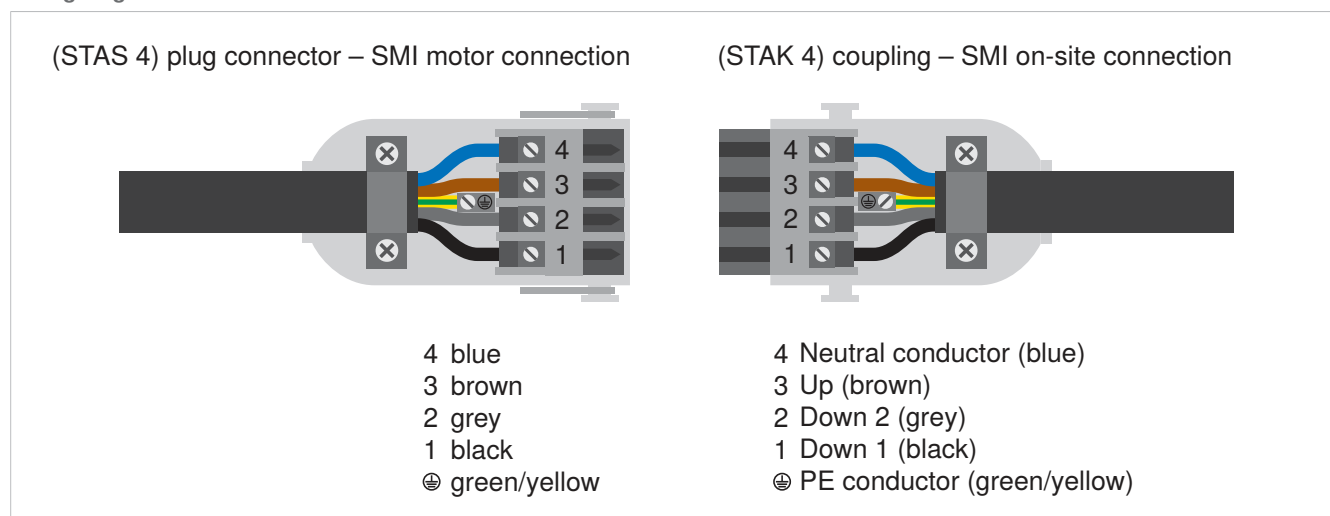 (STAS 4) plug connector – SMI motor connection
(STAK 4) coupling – SMI on-site connection
4
3
2
1
4
3
2
1
4 blue
3 brown
2 grey
1 black
green/yellow
4 Neutral conductor (blue)
3 Up (brown)
2 Down 2 (grey)
1 Down 1 (black)
PE conductor (green/yellow)